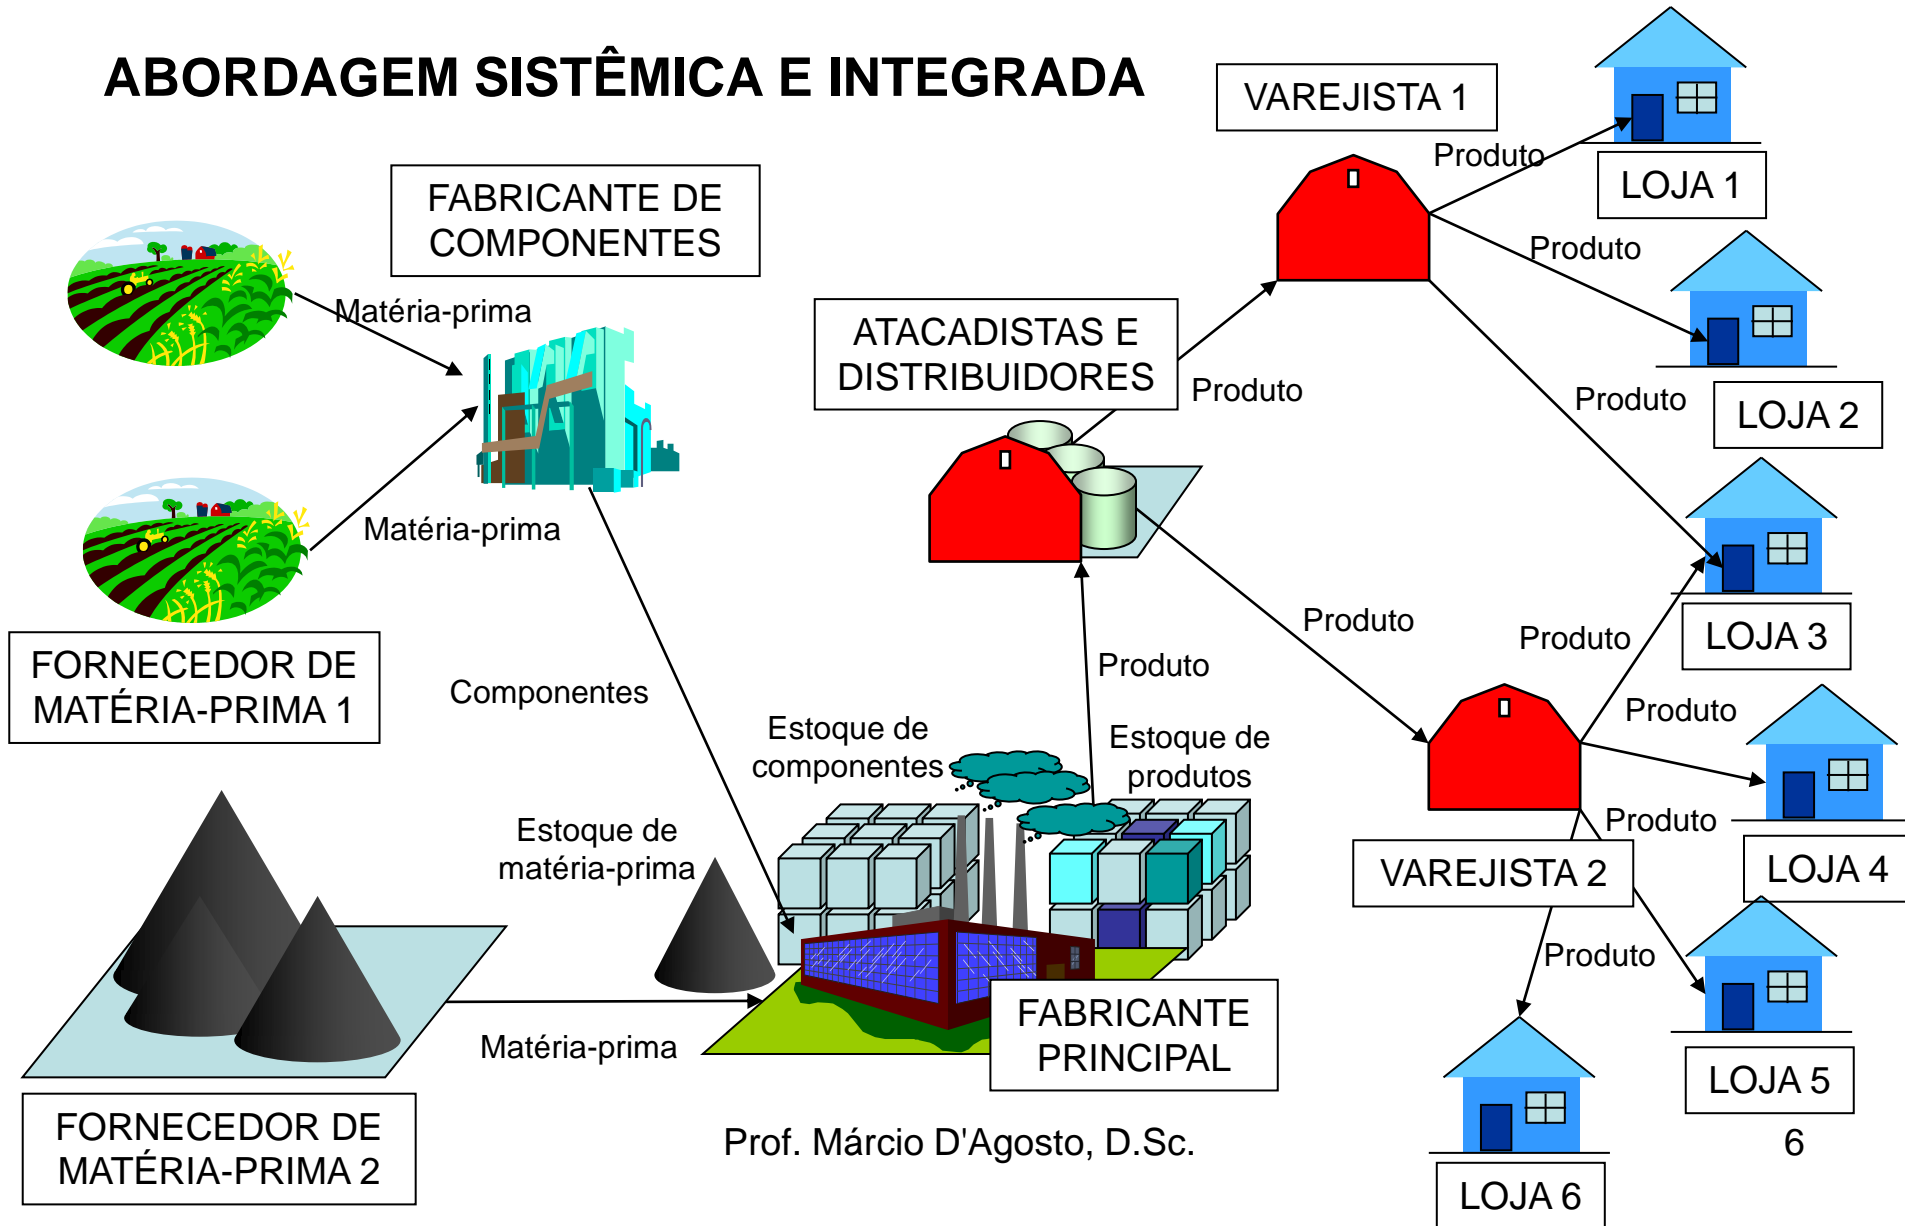 ABORDAGEM SISTÊMICA E INTEGRADA
VAREJISTA 1
Produto
LOJA 1
FABRICANTE DE
COMPONENTES
Produto
Matéria-prima
ATACADISTAS E
DISTRIBUIDORES
Produto
Produto
LOJA 2
Matéria-prima
Produto
Produto
LOJA 3
FORNECEDOR DE
MATÉRIA-PRIMA 1
Componentes
Produto
Produto
Estoque de
componentes
Estoque de
produtos
Estoque de
matéria-prima
Produto
VAREJISTA 2
LOJA 4
Produto
FABRICANTE
PRINCIPAL
Matéria-prima
LOJA 5
FORNECEDOR DE
MATÉRIA-PRIMA 2
Prof. Márcio D'Agosto, D.Sc.
6
LOJA 6